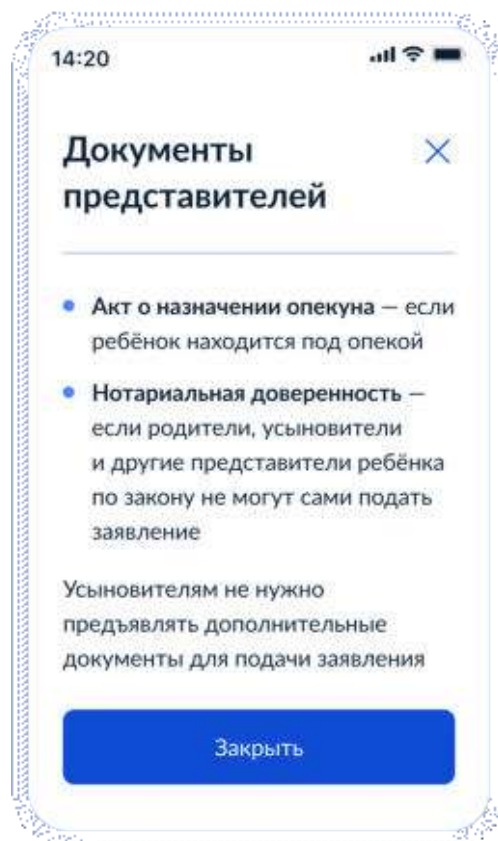 14:20
Документы
представителей
Акт о назначении опекуна — если
ребёнок находится под опекой
Нотариальная доверенность —
если родители, усыновители
и другие представители ребёнка
по закону не могут сами подать
заявление
Усыновителям не нужно
предъявлять дополнительные
документы для подачи заявления
Закрыть